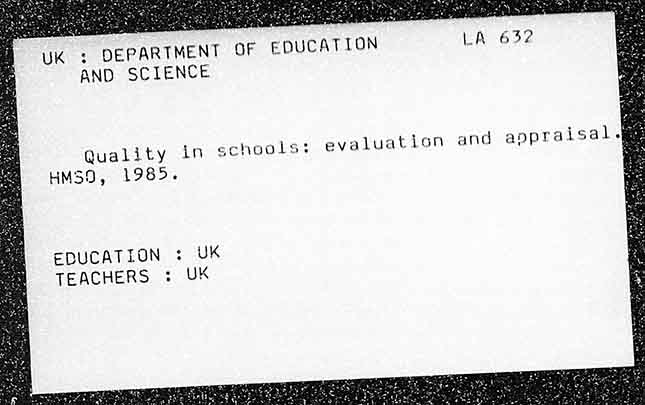 UK : DEPARTMENT OF EDUCATION LA 632
AND SCIENCE
Quality in schools: evaluation and appraisal.
HMSO, 1985.
EDUCATION : UK
TEACHERS : UK